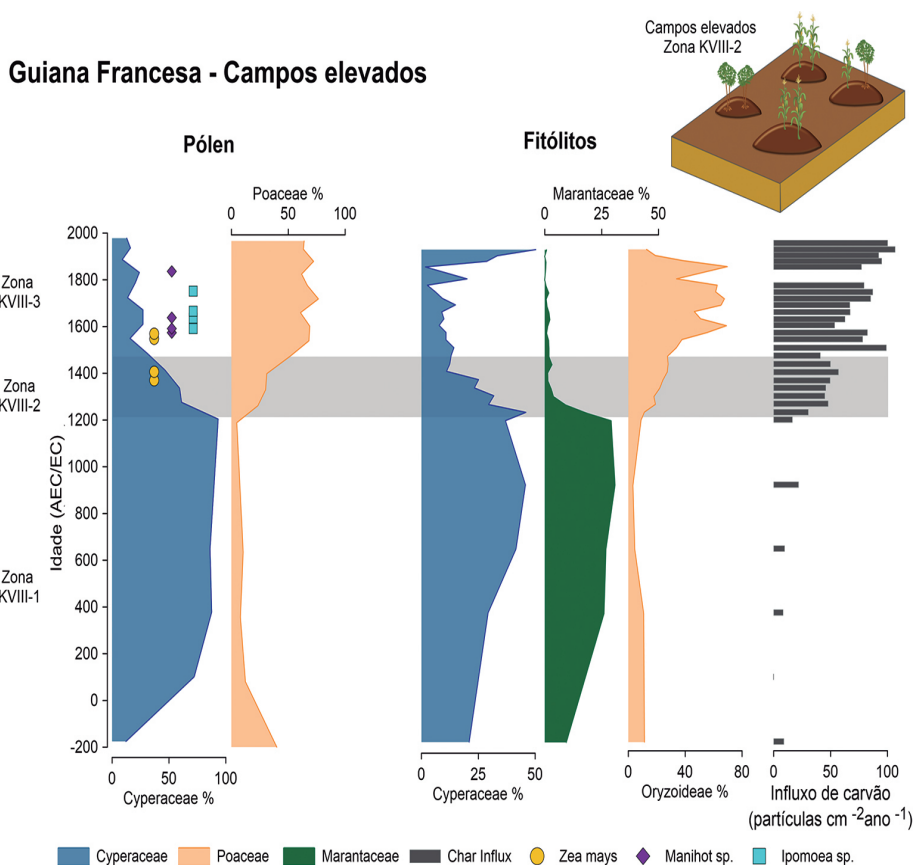 Campos elevados
Zona KVIII-2
Guiana Francesa - Campos elevados
Pólen
Fitólitos
Poaceae %
0 50 100
Marantaceae %
0 25 50
2000
1800
1600
1400
1200
1000
800
600
400
200
0
-200
Idade (AEC/EC)
Zona
KVIII-3
Zona
KVIII-2
Zona
KVIII-1
0 50 100
Cyperaceae %
0 25 50
Cyperaceae %
0 40 80
Oryzoideae %
0 50 100
Influxo de carvão
(partículas cm -2ano -1)
Cyperaceae Poaceae Marantaceae Char Influx Zea mays Manihot sp. Ipomoea sp.